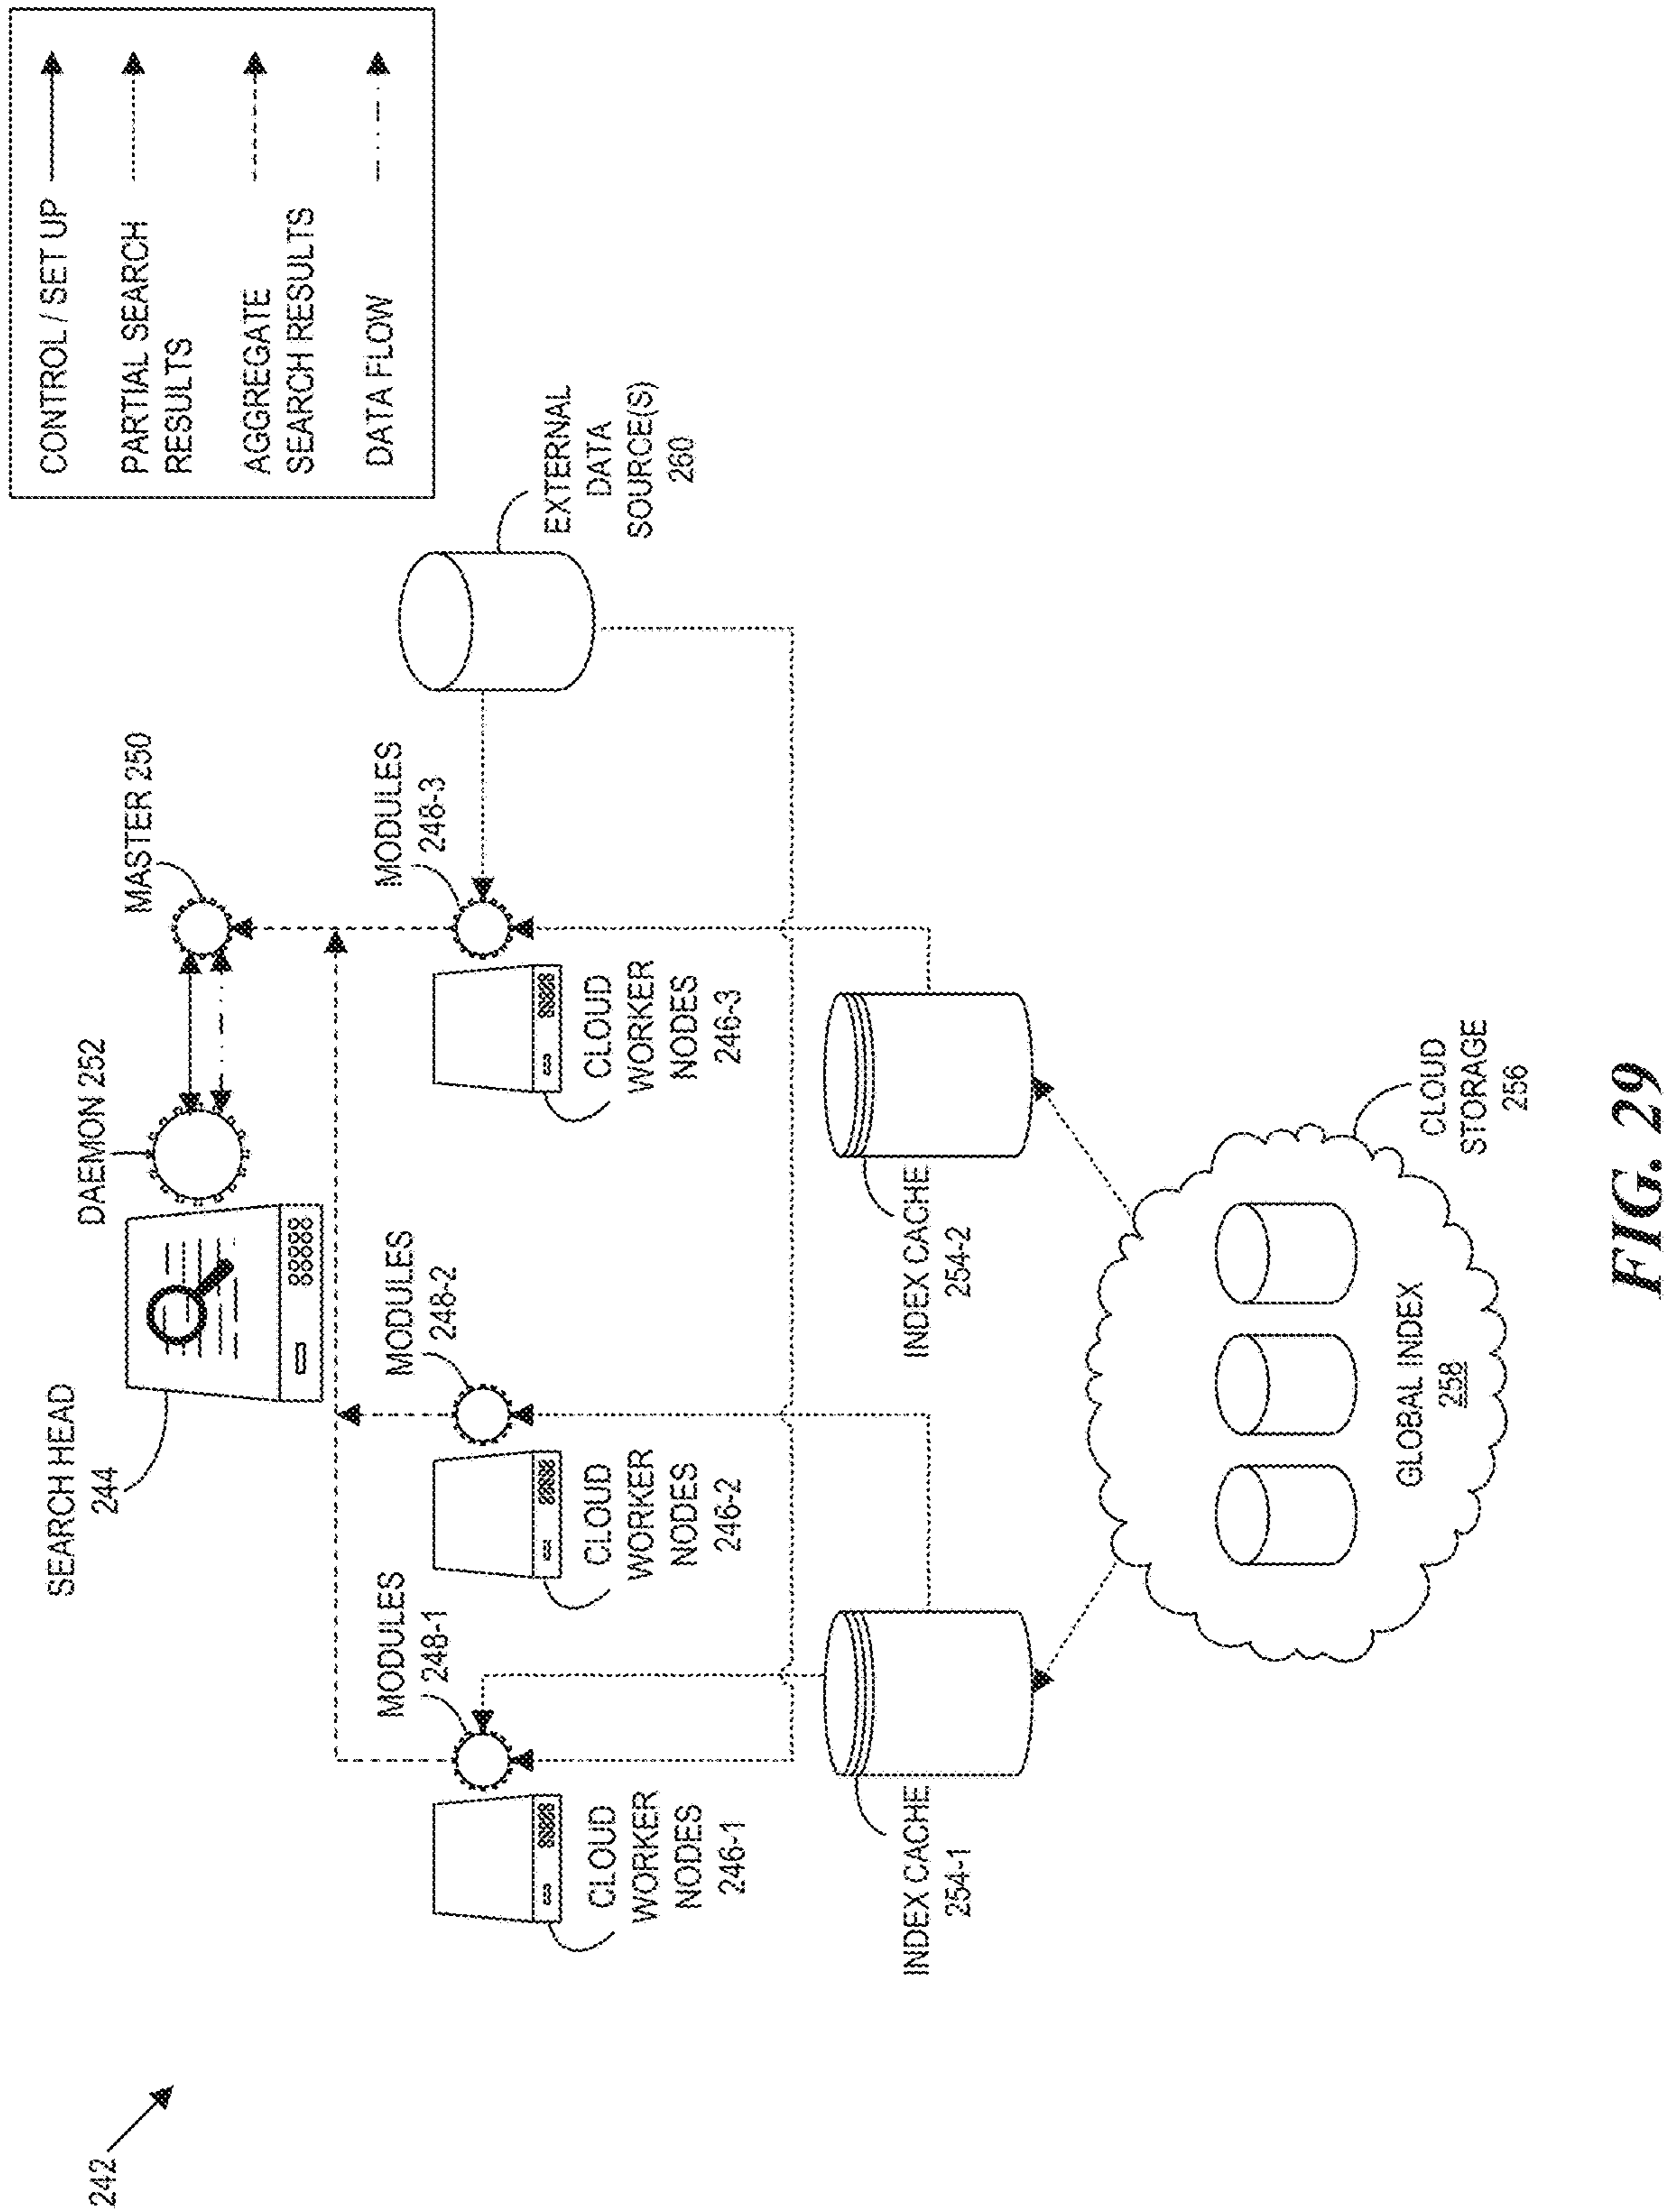 242
SEARCH HEAD
244
DAEMON 252
MASTER 250
CONTROL / SET UP
PARTIAL SEARCH
RESULTS
AGGREGATE
SEARCH RESULTS
DATA FLOW
MODULES
248-1
MODULES
248-2
MODULES
248-3
CLOUD
WORKER
NODES
246-1
CLOUD
WORKER
NODES
246-2
CLOUD
WORKER
NODES
246-3
EXTERNAL
DATA
SOURCE(S)
260
INDEX CACHE
254-1
INDEX CACHE
254-2
GLOBAL INDEX
258
CLOUD
STORAGE
256
FIG. 29